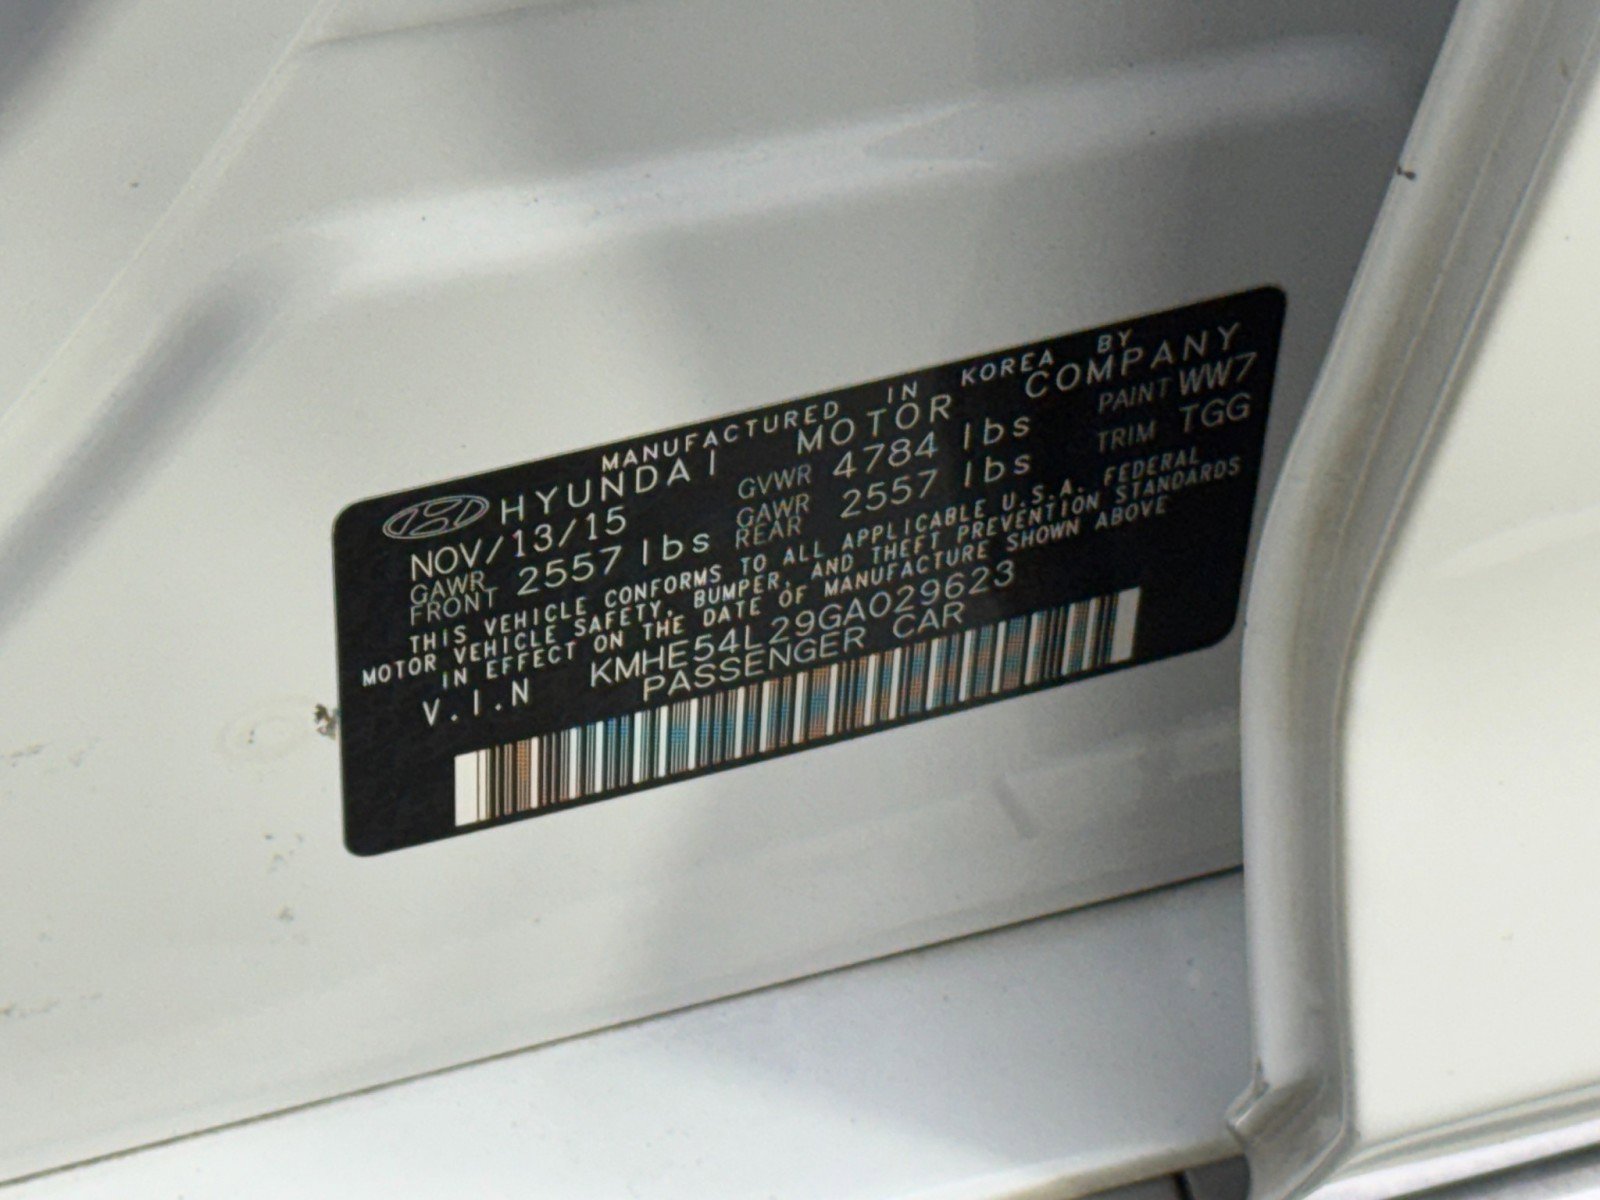 MANUFACTURED IN KOREA BY
HYUNDAI MOTOR COMPANY
NOV/13/15 GVWR 4784 lbs PAINT WW7
GAWR FRONT 2557 lbs GAWR REAR 2557 lbs TRIM TGG
THIS VEHICLE CONFORMS TO ALL APPLICABLE U.S.A. FEDERAL
MOTOR VEHICLE SAFETY, BUMPER, AND THEFT PREVENTION STANDARDS
IN EFFECT ON THE DATE OF MANUFACTURE SHOWN ABOVE
V.I.N KMHE54L29GA029623
PASSENGER CAR